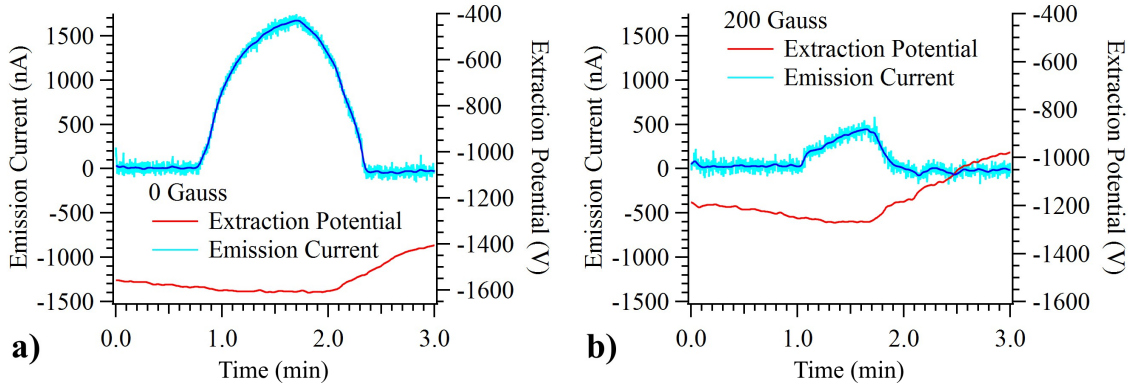 1500
1000
500
0
-500
-1000
-1500
Emission Current (nA)
0 Gauss
Extraction Potential
Emission Current
-400
-600
-800
-1000
-1200
-1400
-1600
Extraction Potential (V)
0.0 1.0 2.0 3.0
Time (min)
a)
1500
1000
500
0
-500
-1000
-1500
Emission Current (nA)
200 Gauss
Extraction Potential
Emission Current
-400
-600
-800
-1000
-1200
-1400
-1600
Extraction Potential (V)
0.0 1.0 2.0 3.0
Time (min)
b)